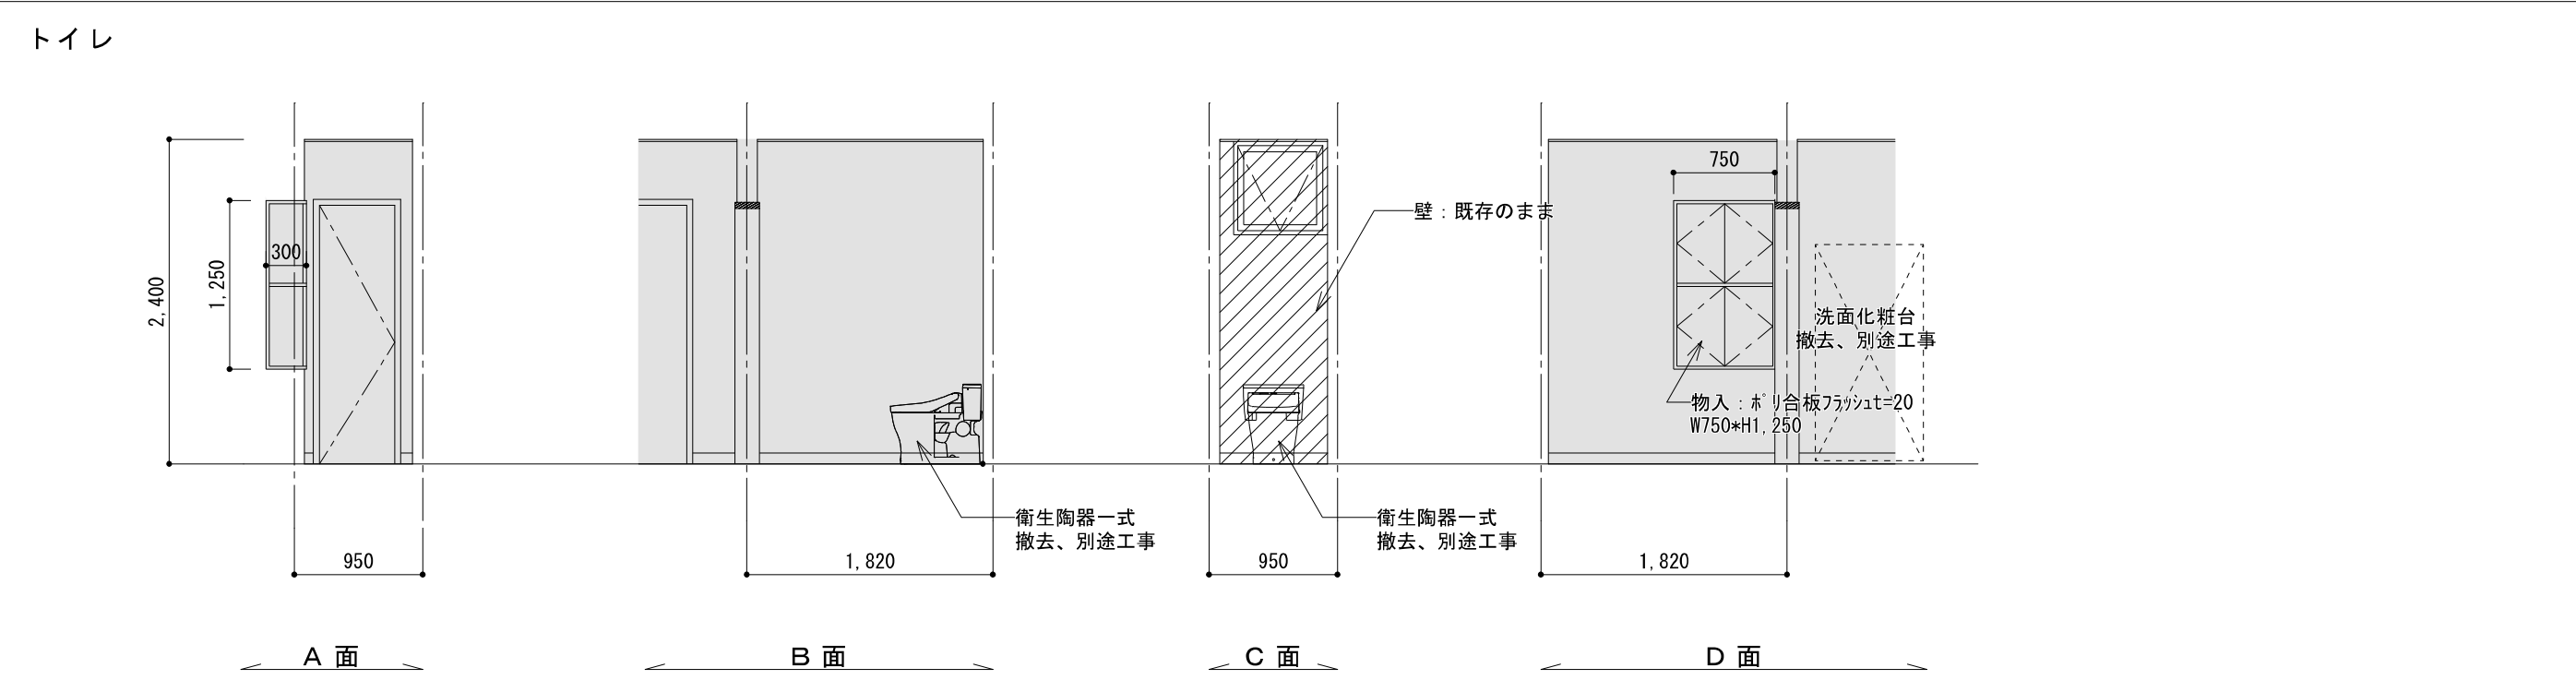 トイレ
2,400
1,250
300
950
A 面
1,820
衛生陶器一式
撤去、別途工事
B 面
壁：既存のまま
衛生陶器一式
撤去、別途工事
950
C 面
750
洗面化粧台
撤去、別途工事
物入：ﾎﾟﾘ合板ﾌﾗｯｼｭt=20
W750*H1,250
1,820
D 面